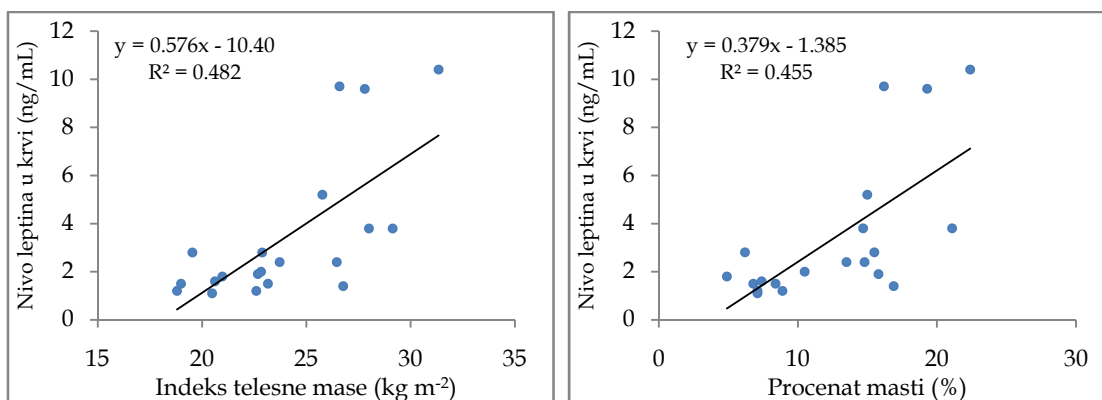 12
10
8
6
4
2
0
Nivo leptina u krvi (ng/mL)
y = 0.576x - 10.40
R² = 0.482
15 20 25 30 35
Indeks telesne mase (kg m⁻²)
12
10
8
6
4
2
0
Nivo leptina u krvi (ng/mL)
y = 0.379x - 1.385
R² = 0.455
0 10 20 30
Procenat masti (%)